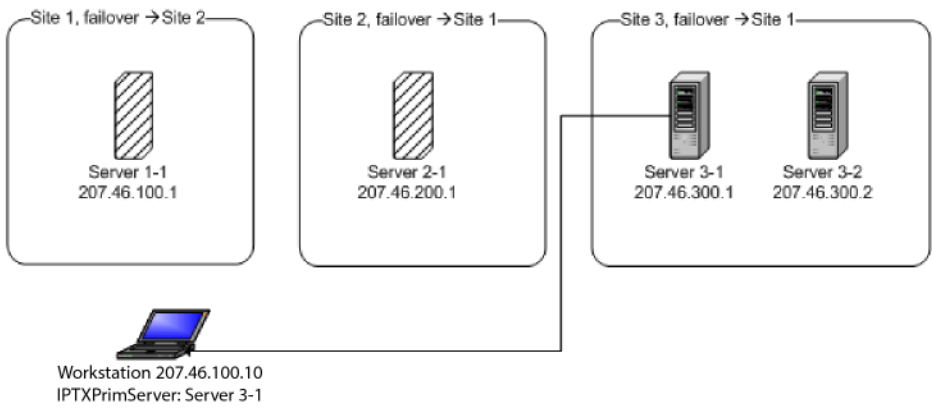 Site 1, failover →Site 2
Site 2, failover →Site 1
Site 3, failover →Site 1
Server 1-1
207.46.100.1
Server 2-1
207.46.200.1
Server 3-1
207.46.300.1
Server 3-2
207.46.300.2
Workstation 207.46.100.10
IPTXPrimServer: Server 3-1